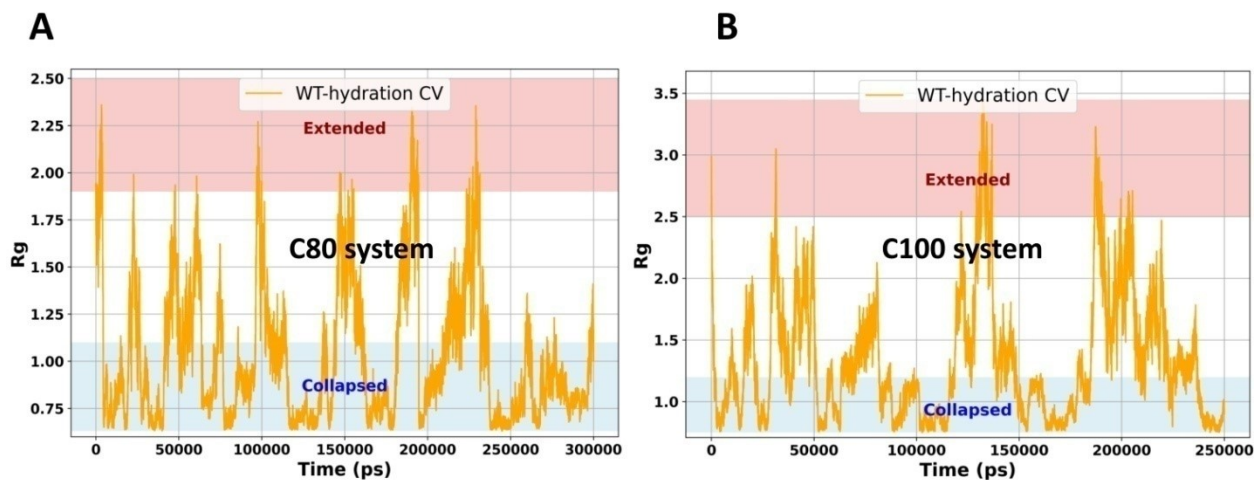 A
B
WT-hydration CV
Extended
C80 system
Collapsed
Rg
2.50
2.25
2.00
1.75
1.50
1.25
1.00
0.75
0
50000
100000
150000
200000
250000
300000
Time (ps)
WT-hydration CV
Extended
C100 system
Collapsed
Rg
3.5
3.0
2.5
2.0
1.5
1.0
0
50000
100000
150000
200000
250000
Time (ps)